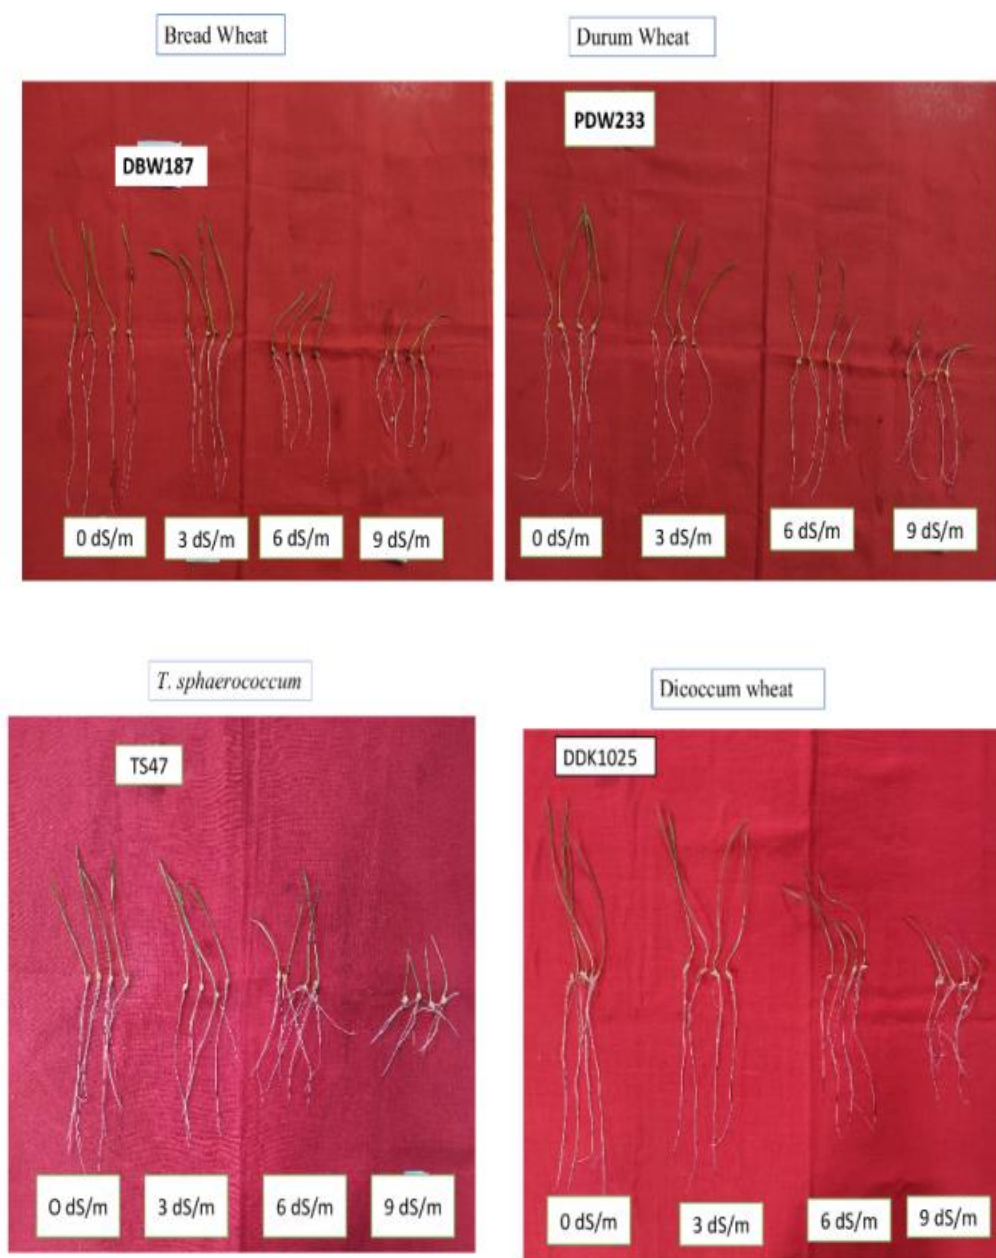 Bread Wheat
Durum Wheat
DBW187
PDW233
0 dS/m
3 dS/m
6 dS/m
9 dS/m
0 dS/m
3 dS/m
6 dS/m
9 dS/m
T. sphaerococcum
Dicoccum wheat
TS47
DDK1025
O dS/m
3 dS/m
6 dS/m
9 dS/m
0 dS/m
3 dS/m
6 dS/m
9 dS/m